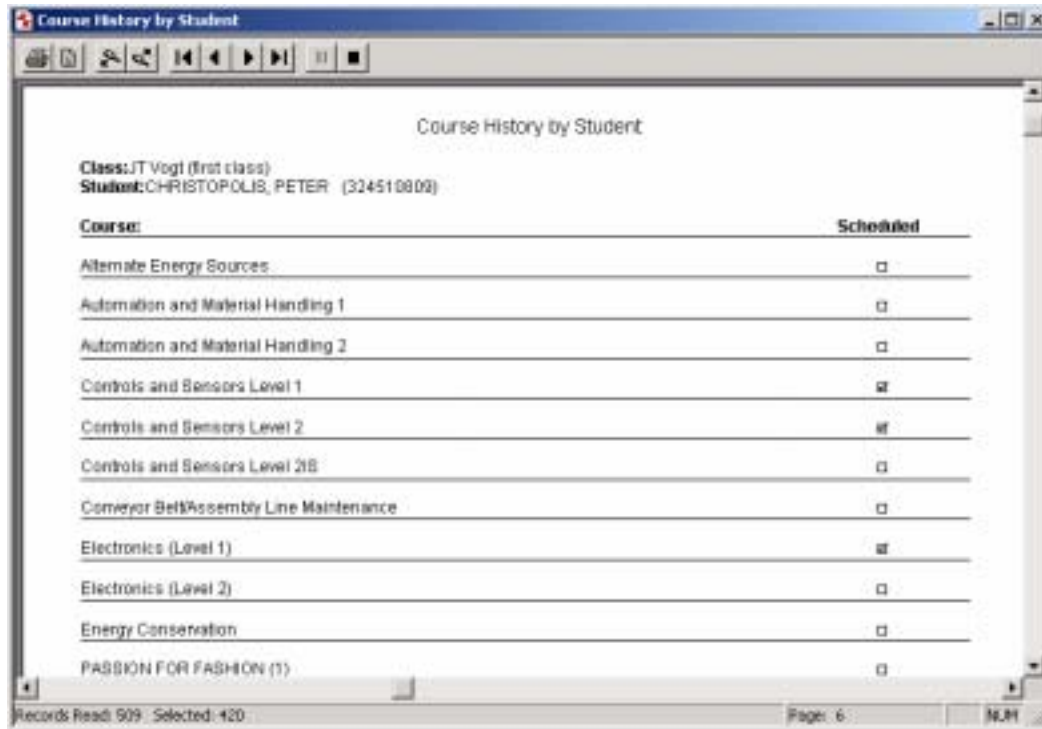 Course History by Student
Course History by Student
Class:JT Vogt (first class)
Student:CHRISTOPOLIS, PETER (324510809)
Course: Scheduled
Alternate Energy Sources
Automation and Material Handling 1
Automation and Material Handling 2
Controls and Sensors Level 1
Controls and Sensors Level 2
Controls and Sensors Level 2IS
Conveyor Belt/Assembly Line Maintenance
Electronics (Level 1)
Electronics (Level 2)
Energy Conservation
PASSION FOR FASHION (1)
Records Read: 509 Selected: 420 Page: 6 NUM